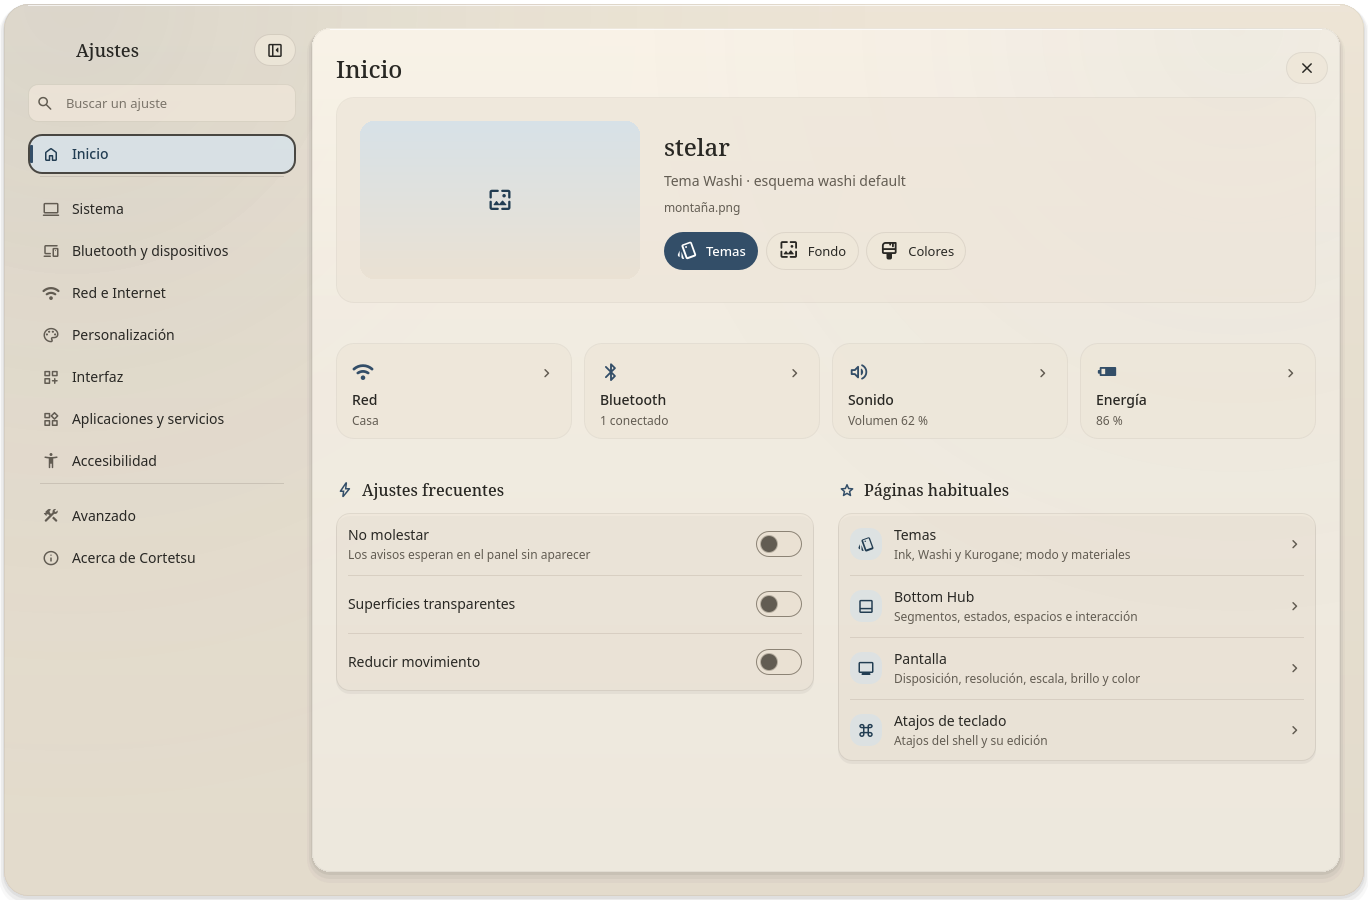 Ajustes
Buscar un ajuste
Inicio
Sistema
Bluetooth y dispositivos
Red e Internet
Personalización
Interfaz
Aplicaciones y servicios
Accesibilidad
Avanzado
Acerca de Cortetsu
Inicio
stelar
Tema Washi · esquema washi default
montaña.png
Temas
Fondo
Colores
Red
Casa
Bluetooth
1 conectado
Sonido
Volumen 62 %
Energía
86 %
Ajustes frecuentes
No molestar
Los avisos esperan en el panel sin aparecer
Superficies transparentes
Reducir movimiento
Páginas habituales
Temas
Ink, Washi y Kurogane; modo y materiales
Bottom Hub
Segmentos, estados, espacios e interacción
Pantalla
Disposición, resolución, escala, brillo y color
Atajos de teclado
Atajos del shell y su edición